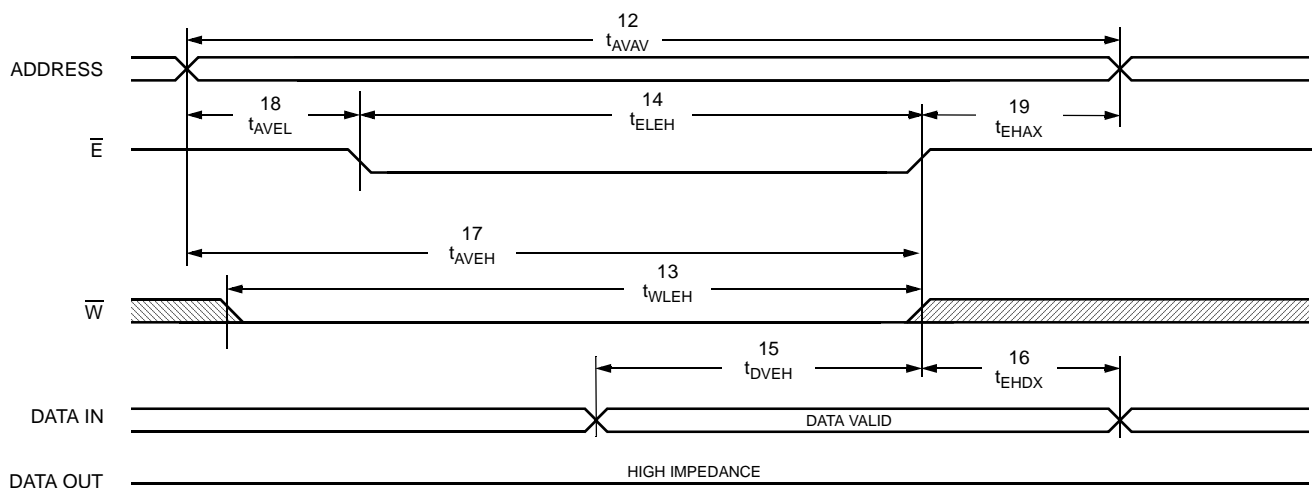 12
tAVAV
ADDRESS
18
tAVEL
14
tELEH
19
tEHAX
E
17
tAVEH
13
tWLEH
W
15
tDVEH
16
tEHDX
DATA IN
DATA VALID
DATA OUT
HIGH IMPEDANCE